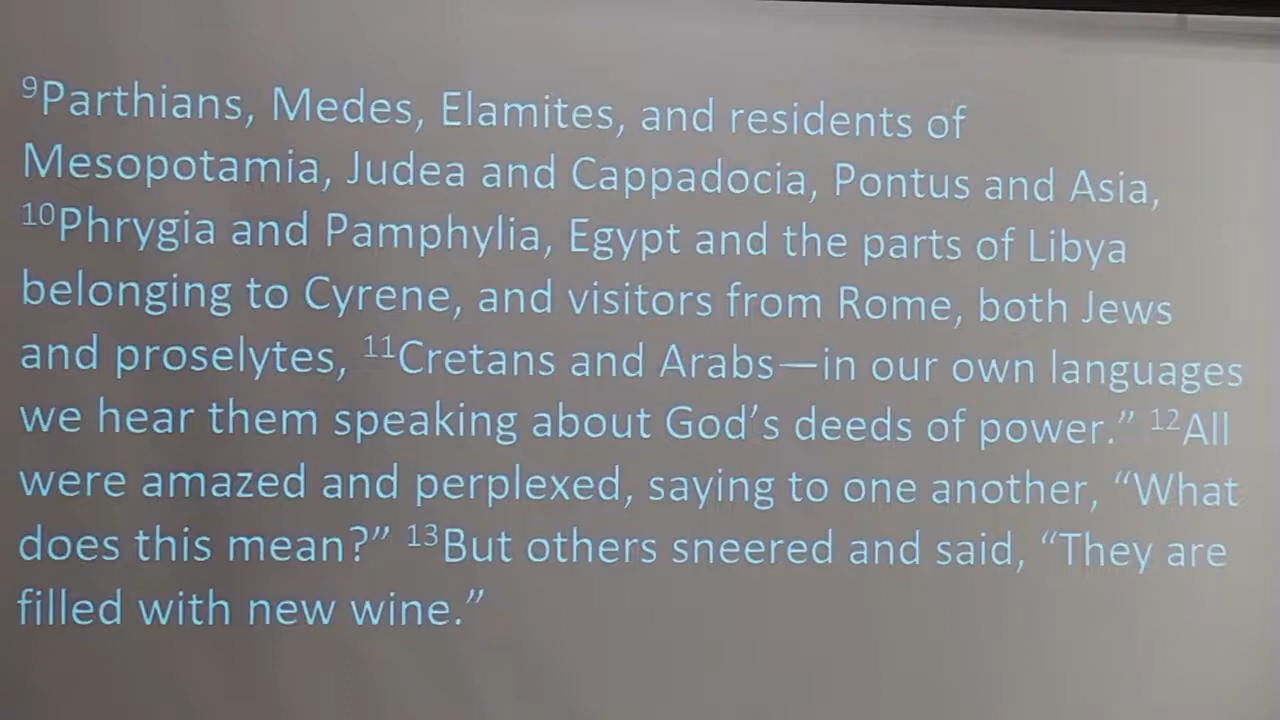 ⁹Parthians, Medes, Elamites, and residents of
Mesopotamia, Judea and Cappadocia, Pontus and Asia,
¹⁰Phrygia and Pamphylia, Egypt and the parts of Libya
belonging to Cyrene, and visitors from Rome, both Jews
and proselytes, ¹¹Cretans and Arabs—in our own languages
we hear them speaking about God’s deeds of power.” ¹²All
were amazed and perplexed, saying to one another, “What
does this mean?” ¹³But others sneered and said, “They are
filled with new wine.”